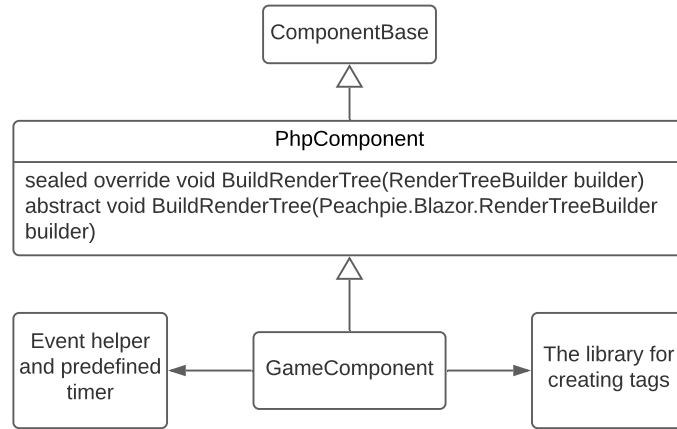 ComponentBase
PhpComponent
sealed override void BuildRenderTree(RenderTreeBuilder builder)
abstract void BuildRenderTree(Peachpie.Blazor.RenderTreeBuilder
builder)
Event helper
and predefined
timer
GameComponent
The library for
creating tags